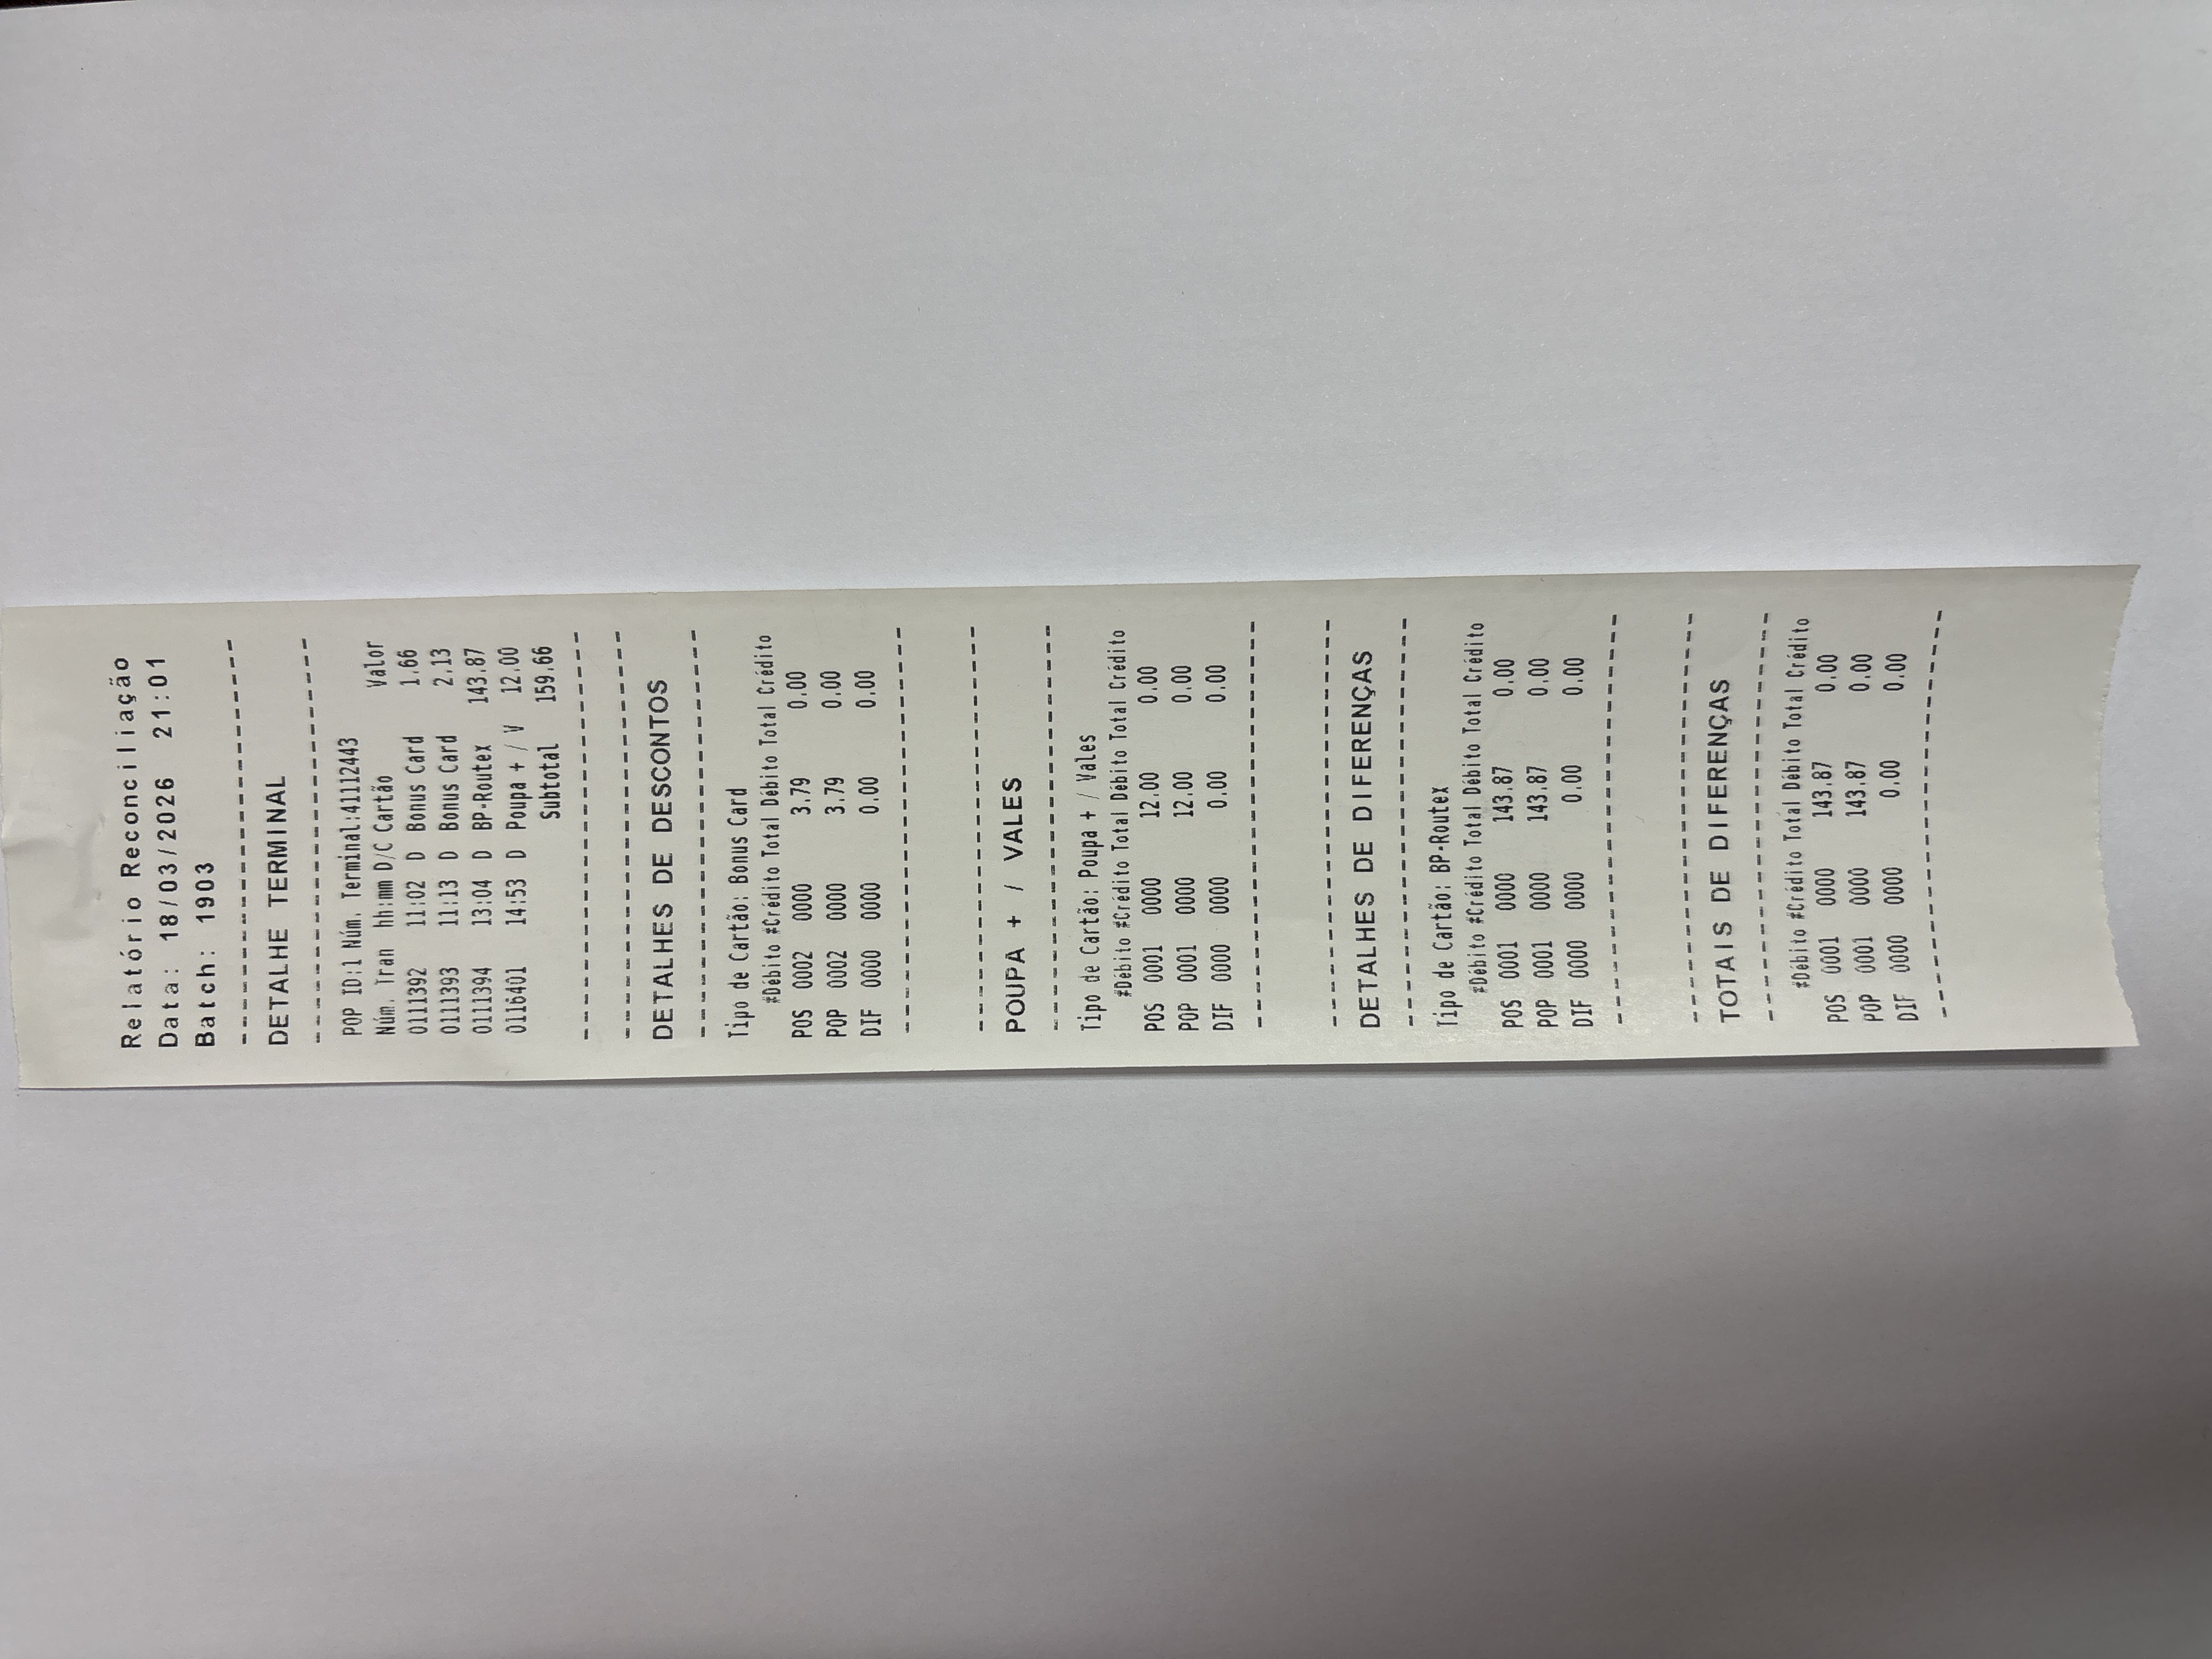 Relatório Reconciliação
Data: 18/03/2026 21:01
Batch: 1903
------------------------------
DETALHE TERMINAL
------------------------------
POP ID:1 Núm. Terminal:41112443
Núm. Tran hh:mm D/C Cartão Valor
0111392 11:02 D Bonus Card 1.66
0111393 11:13 D Bonus Card 2.13
0111394 13:04 D BP-Routex 143.87
0116401 14:53 D Poupa + / V 12.00
Subtotal 159.66
------------------------------
------------------------------
DETALHES DE DESCONTOS
------------------------------
Tipo de Cartão: Bonus Card
#Débito #Crédito Total Débito Total Crédito
POS 0002 0000 3.79 0.00
POP 0002 0000 3.79 0.00
DIF 0000 0000 0.00 0.00
------------------------------
------------------------------
POUPA + / VALES
------------------------------
Tipo de Cartão: Poupa + / Vales
#Débito #Crédito Total Débito Total Crédito
POS 0001 0000 12.00 0.00
POP 0001 0000 12.00 0.00
DIF 0000 0000 0.00 0.00
------------------------------
------------------------------
DETALHES DE DIFERENÇAS
------------------------------
Tipo de Cartão: BP-Routex
#Débito #Crédito Total Débito Total Crédito
POS 0001 0000 143.87 0.00
POP 0001 0000 143.87 0.00
DIF 0000 0000 0.00 0.00
------------------------------
------------------------------
TOTAIS DE DIFERENÇAS
------------------------------
#Débito #Crédito Total Débito Total Crédito
POS 0001 0000 143.87 0.00
POP 0001 0000 143.87 0.00
DIF 0000 0000 0.00 0.00
------------------------------